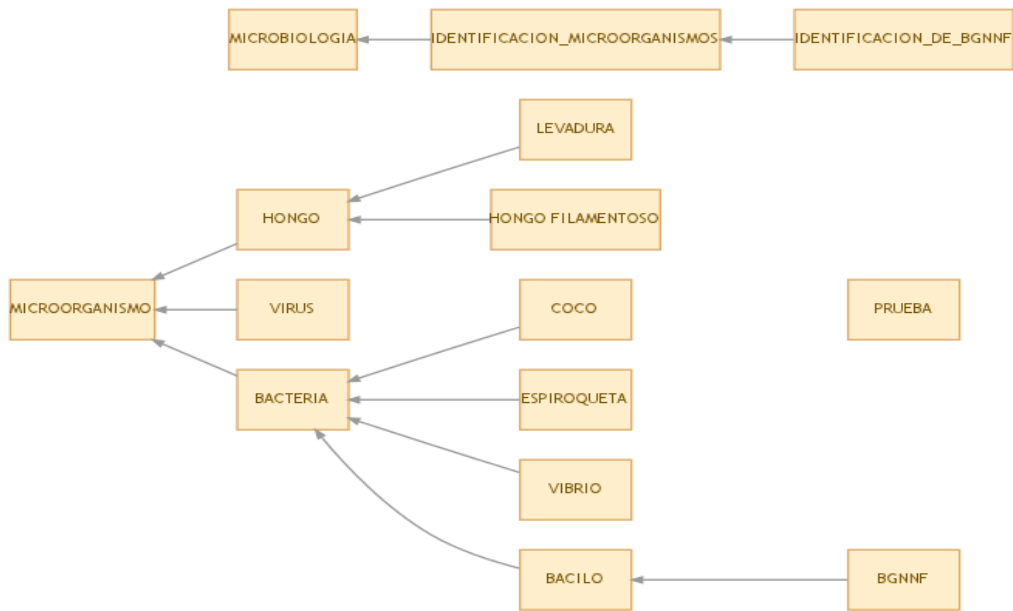 MICROBIOLOGIA
IDENTIFICACION_MICROORGANISMOS
IDENTIFICACION_DE_BGNNF
LEVADURA
HONGO
HONGO FILAMENTOSO
MICROORGANISMO
VIRUS
COCO
PRUEBA
BACTERIA
ESPIROQUETA
VIBRIO
BACILO
BGNNF